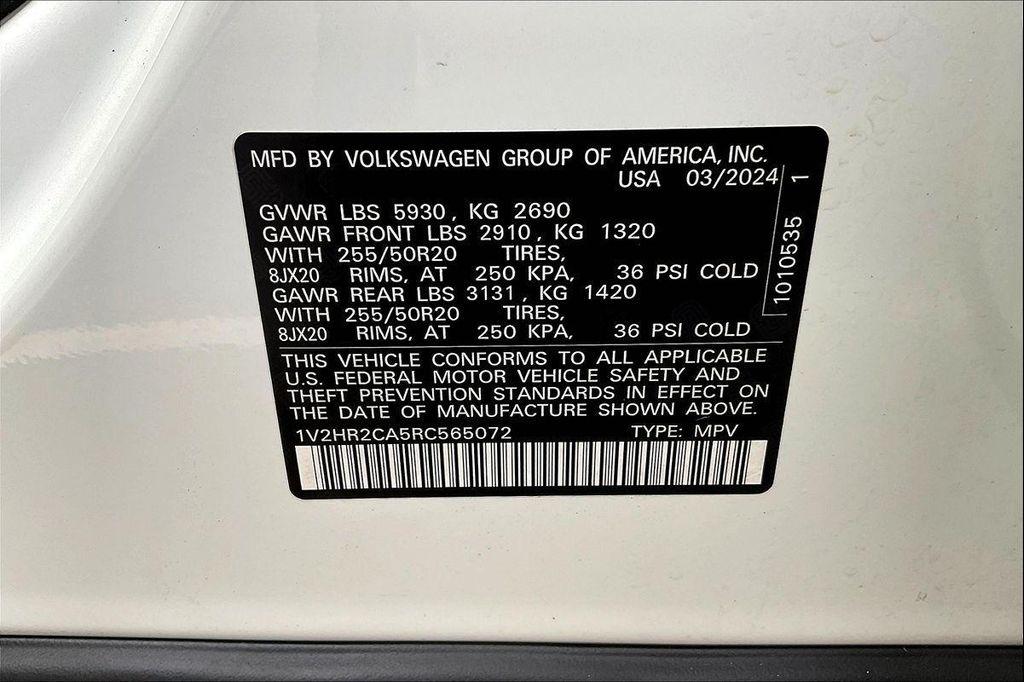 MFD BY VOLKSWAGEN GROUP OF AMERICA, INC.
USA 03/2024
GVWR LBS 5930, KG 2690
GAWR FRONT LBS 2910, KG 1320
WITH 255/50R20 TIRES,
8JX20 RIMS, AT 250 KPA, 36 PSI COLD
GAWR REAR LBS 3131, KG 1420
WITH 255/50R20 TIRES,
8JX20 RIMS, AT 250 KPA, 36 PSI COLD
1010535 1
THIS VEHICLE CONFORMS TO ALL APPLICABLE
U.S. FEDERAL MOTOR VEHICLE SAFETY AND
THEFT PREVENTION STANDARDS IN EFFECT ON
THE DATE OF MANUFACTURE SHOWN ABOVE.
1V2HR2CA5RC565072 TYPE: MPV